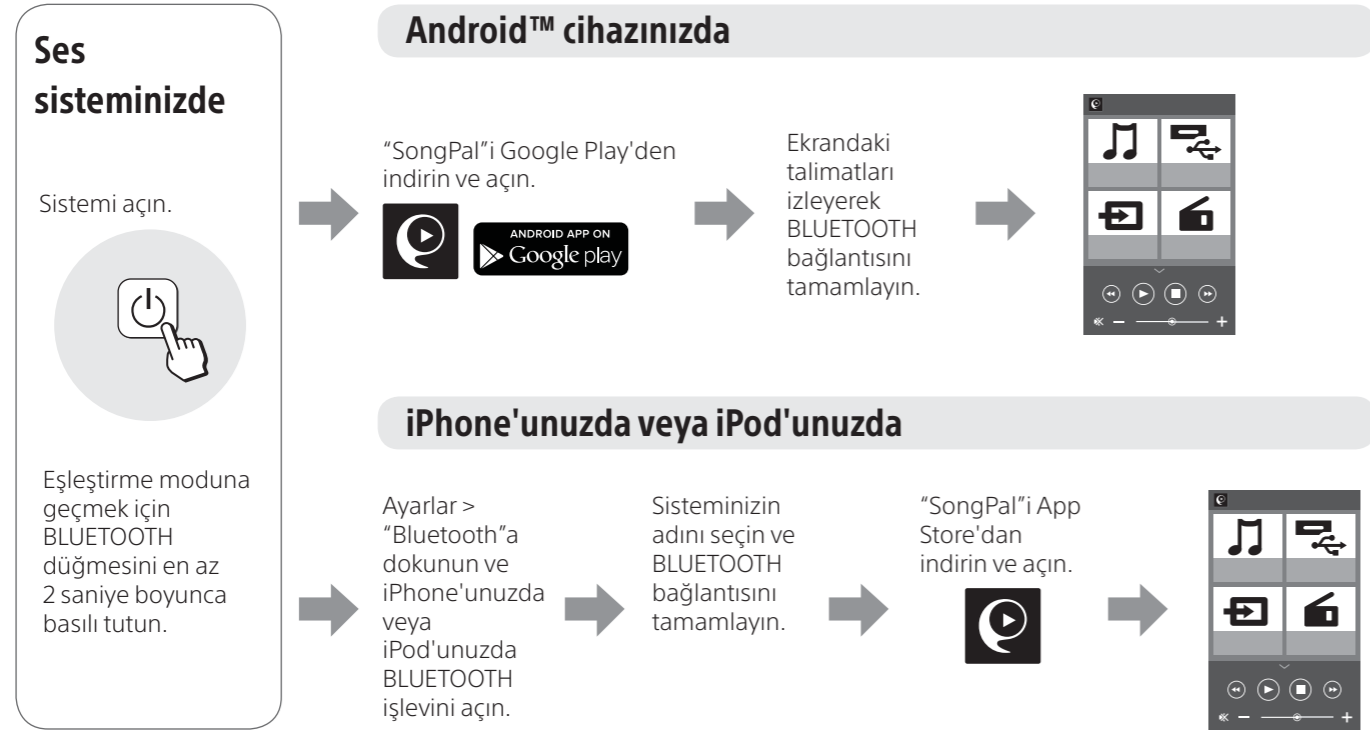 Ses
sisteminizde
Sistemi açın.
Eşleştirme moduna
geçmek için
BLUETOOTH
düğmesini en az
2 saniye boyunca
basılı tutun.
Android™ cihazınızda
“SongPal”i Google Play'den
indirin ve açın.
ANDROID APP ON
Google play
Ekrandaki
talimatları
izleyerek
BLUETOOTH
bağlantısını
tamamlayın.
iPhone'unuzda veya iPod'unuzda
Ayarlar >
“Bluetooth”a
dokunun ve
iPhone'unuzda
veya
iPod'unuzda
BLUETOOTH
işlevini açın.
Sisteminizin
adını seçin ve
BLUETOOTH
bağlantısını
tamamlayın.
“SongPal”i App
Store'dan
indirin ve açın.